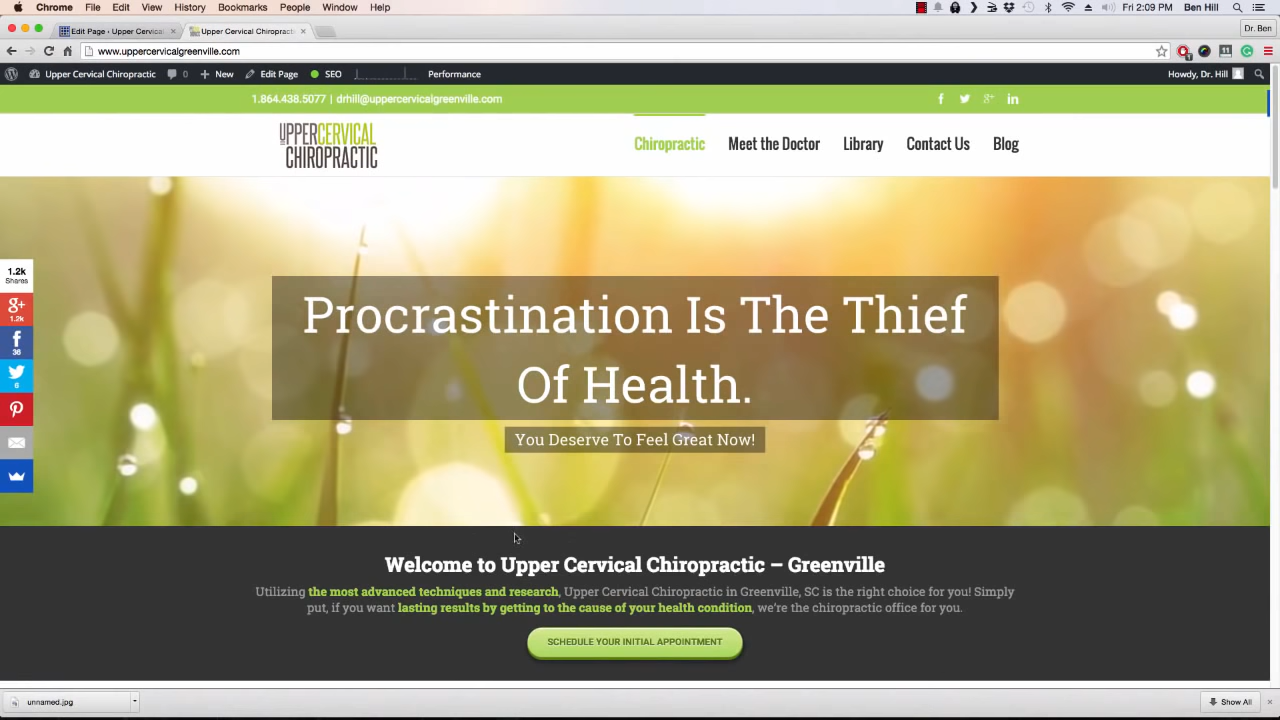 Chrome File Edit View History Bookmarks People Window Help
Fri 2:09 PM Ben Hill
Edit Page ‹ Upper Cervical
Upper Cervical Chiropract
Dr. Ben
www.uppercervicalgreenville.com
Upper Cervical Chiropractic 0 New Edit Page SEO Performance
Howdy, Dr. Hill
1.864.438.5077 | drhill@uppercervicalgreenville.com
UPPERCERVICAL
CHIROPRACTIC
Chiropractic Meet the Doctor Library Contact Us Blog
1.2k
Shares
1.2k
36
6
Procrastination Is The Thief
Of Health.
You Deserve To Feel Great Now!
Welcome to Upper Cervical Chiropractic – Greenville
Utilizing the most advanced techniques and research, Upper Cervical Chiropractic in Greenville, SC is the right choice for you! Simply
put, if you want lasting results by getting to the cause of your health condition, we're the chiropractic office for you.
SCHEDULE YOUR INITIAL APPOINTMENT
unnamed.jpg
Show All